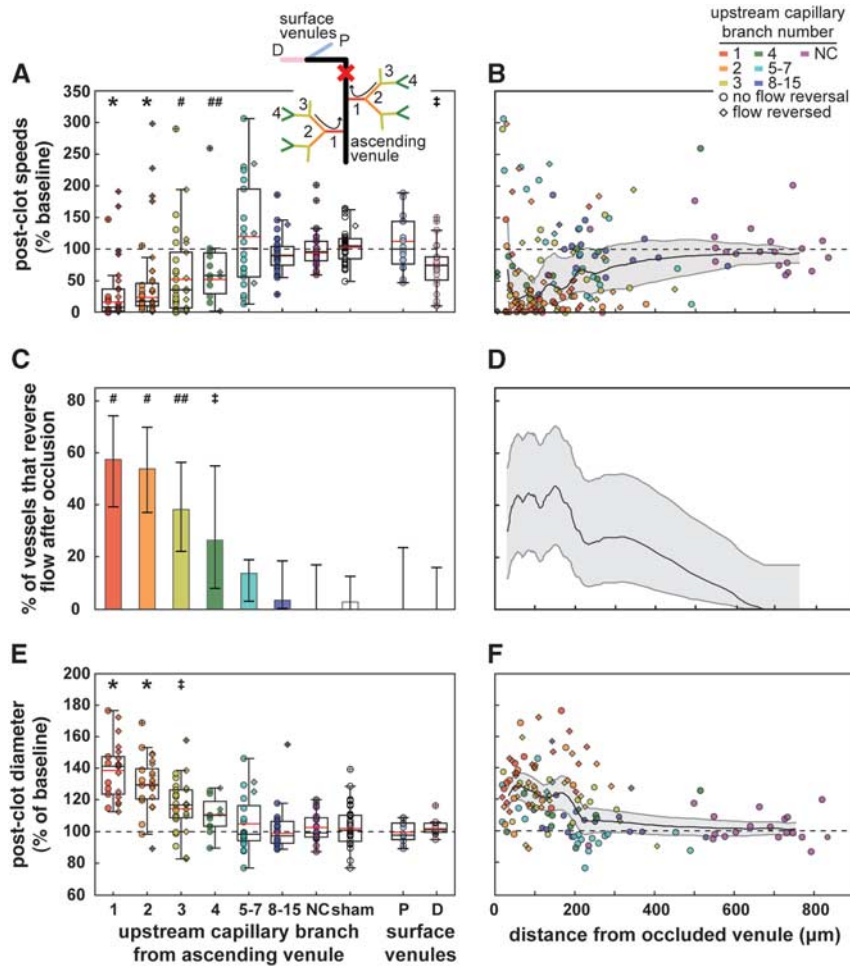 surface
venules
D
P
3
4
2
1
3
4
2
1
ascending
venule
upstream capillary
branch number
1
2
3
4
5-7
8-15
NC
no flow reversal
flow reversed
A
post-clot speeds
(% baseline)
350
300
250
200
150
100
50
0
* * # ## ‡
B
C
% of vessels that reverse
flow after occlusion
80
60
40
20
0
# # ## ‡
D
E
post-clot diameter
(% of baseline)
200
180
160
140
120
100
80
60
* * ‡
1 2 3 4 5-7 8-15 NC sham P D
upstream capillary branch
from ascending venule
surface
venules
F
0 200 400 600 800
distance from occluded venule (µm)